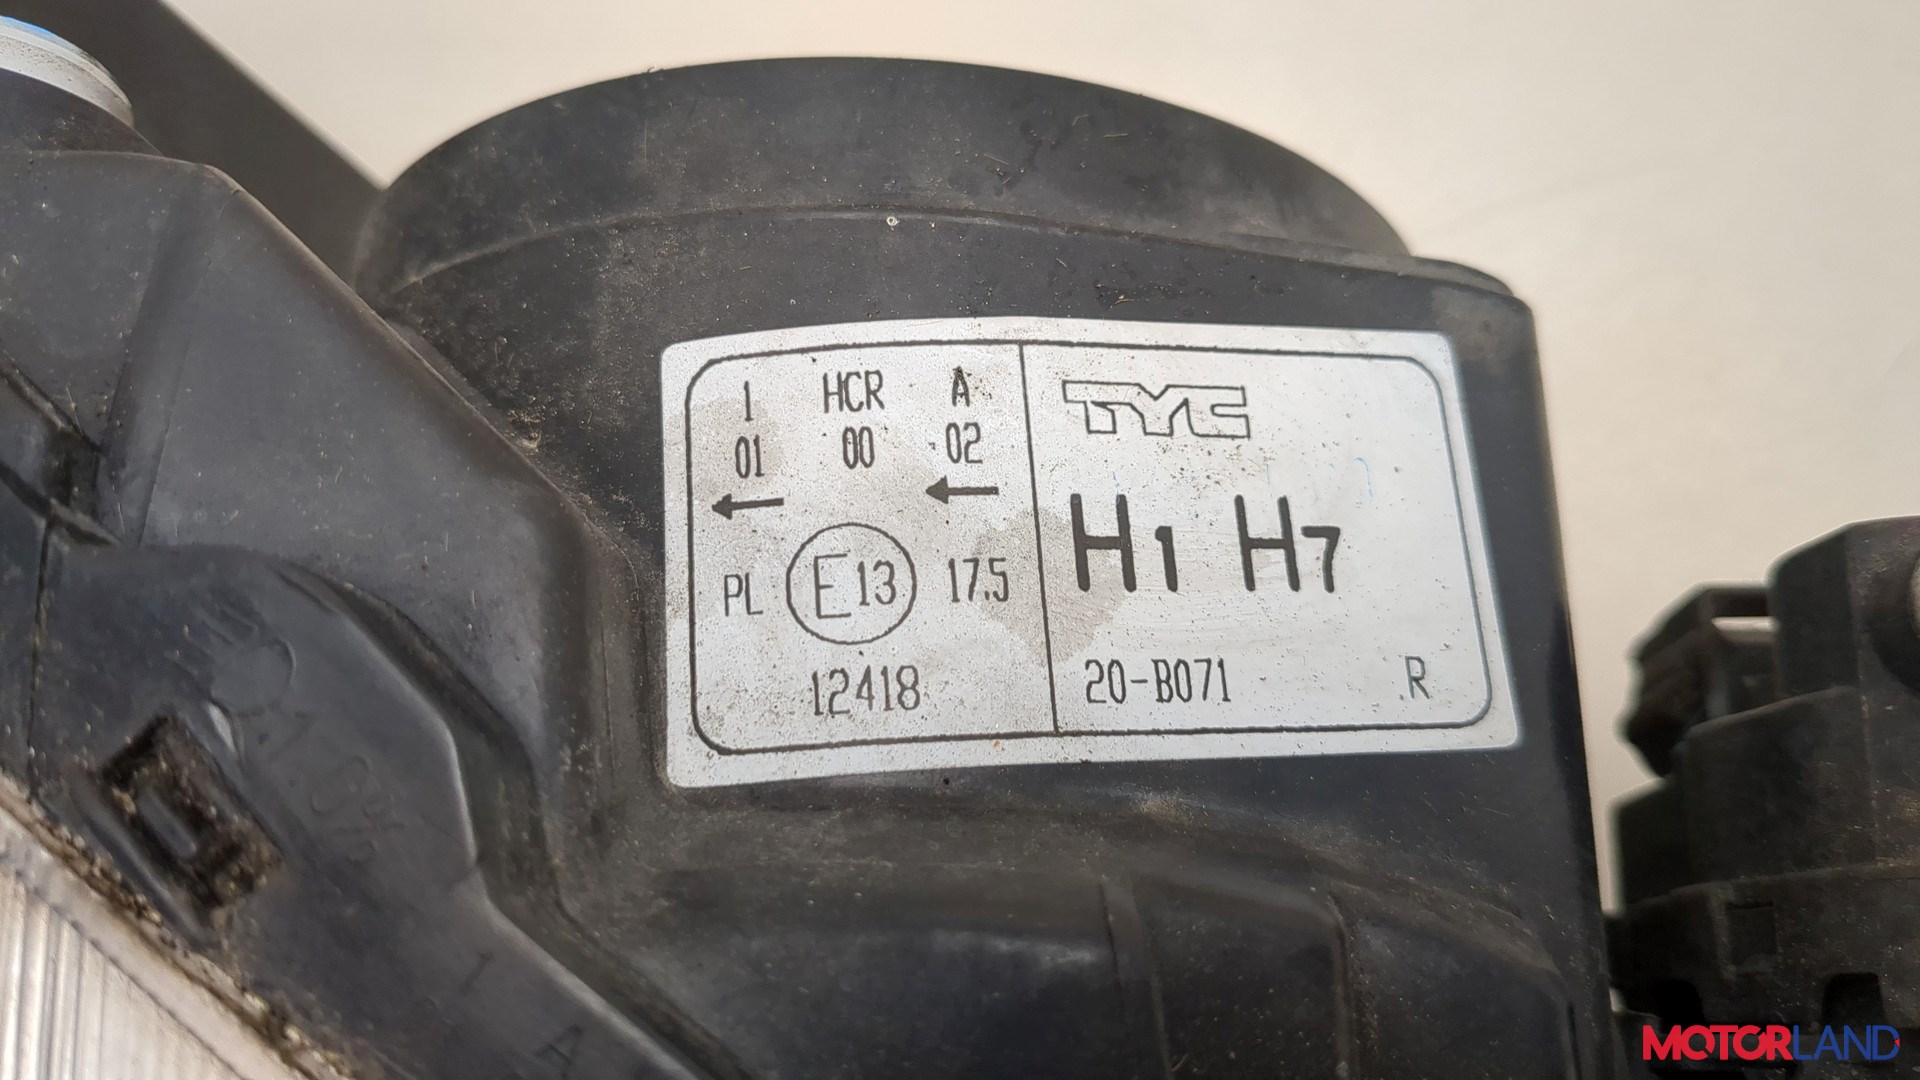 1 HCR A
01 00 02
PL E13 17.5
12418
TYC
H1 H7
20-B071 R
MOTORLAND